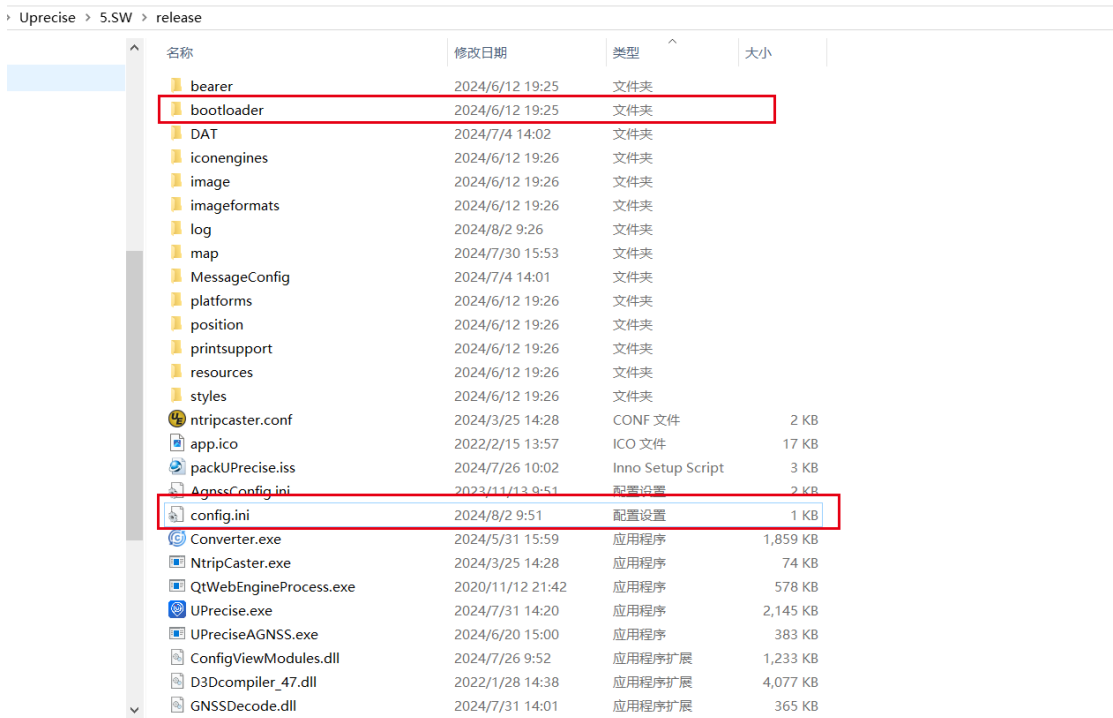 Uprecise > 5.SW > release
名称 修改日期 类型 大小
bearer 2024/6/12 19:25 文件夹
bootloader 2024/6/12 19:25 文件夹
DAT 2024/7/4 14:02 文件夹
iconengines 2024/6/12 19:26 文件夹
image 2024/6/12 19:26 文件夹
imageformats 2024/6/12 19:26 文件夹
log 2024/8/2 9:26 文件夹
map 2024/7/30 15:53 文件夹
MessageConfig 2024/7/4 14:01 文件夹
platforms 2024/6/12 19:26 文件夹
position 2024/6/12 19:26 文件夹
printsupport 2024/6/12 19:26 文件夹
resources 2024/6/12 19:26 文件夹
styles 2024/6/12 19:26 文件夹
ntripcaster.conf 2024/3/25 14:28 CONF 文件 2 KB
app.ico 2022/2/15 13:57 ICO 文件 17 KB
packUPrecise.iss 2024/7/26 10:02 Inno Setup Script 3 KB
AgnssConfig.ini 2023/11/13 9:51 配置设置 2 KB
config.ini 2024/8/2 9:51 配置设置 1 KB
Converter.exe 2024/5/31 15:59 应用程序 1,859 KB
NtripCaster.exe 2024/3/25 14:28 应用程序 74 KB
QtWebEngineProcess.exe 2020/11/12 21:42 应用程序 578 KB
UPrecise.exe 2024/7/31 14:20 应用程序 2,145 KB
UPreciseAGNSS.exe 2024/6/20 15:00 应用程序 383 KB
ConfigViewModules.dll 2024/7/26 9:52 应用程序扩展 1,233 KB
D3Dcompiler_47.dll 2022/1/28 14:38 应用程序扩展 4,077 KB
GNSSDecode.dll 2024/7/31 14:01 应用程序扩展 365 KB